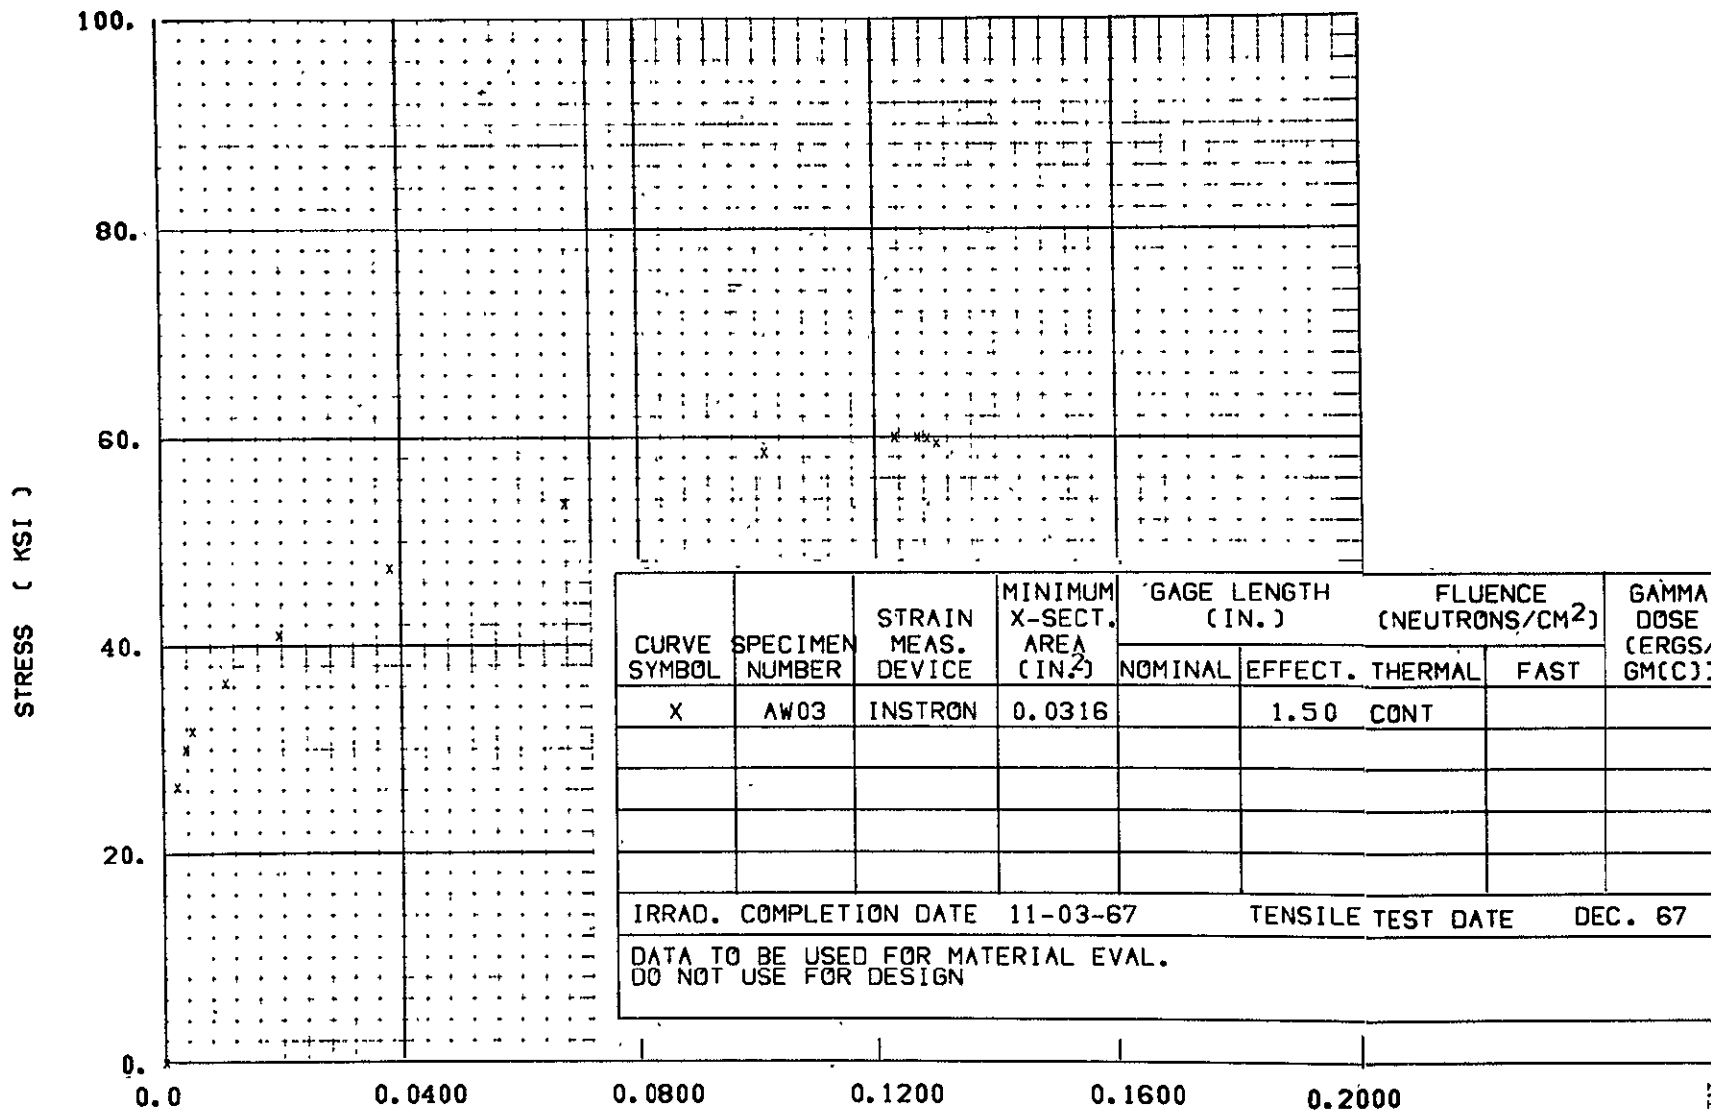 100.
80.
60.
40.
20.
0.
STRESS ( KSI )
0.0 0.0400 0.0800 0.1200 0.1600 0.2000
CURVE SYMBOL
SPECIMEN NUMBER
STRAIN MEAS. DEVICE
MINIMUM X-SECT. AREA (IN.2)
GAGE LENGTH (IN.)
NOMINAL EFFECT.
FLUENCE (NEUTRONS/CM2)
THERMAL FAST
GAMMA DOSE (ERGS/ GM(C))
X AW03 INSTRON 0.0316 1.50 CONT
IRRAD. COMPLETION DATE 11-03-67 TENSILE TEST DATE DEC. 67
DATA TO BE USED FOR MATERIAL EVAL.
DO NOT USE FOR DESIGN